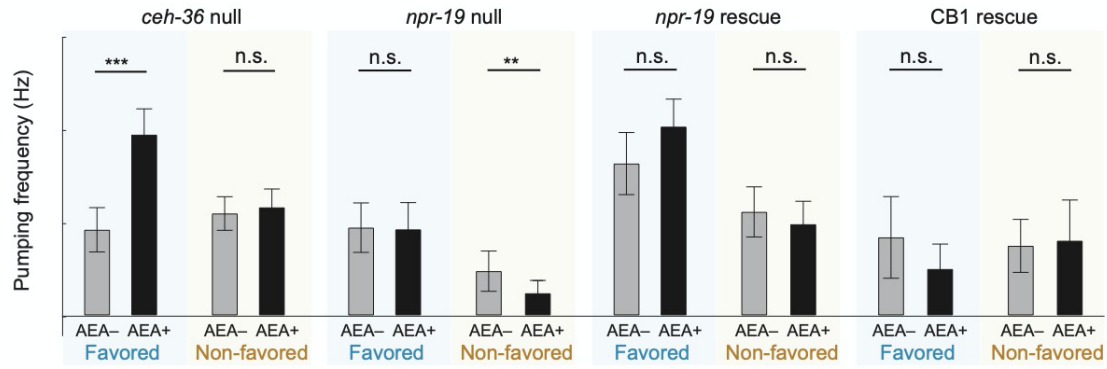 ceh-36 null npr-19 null npr-19 rescue CB1 rescue
*** n.s. n.s. ** n.s. n.s. n.s. n.s.
Pumping frequency (Hz)
AEA– AEA+ AEA– AEA+ AEA– AEA+ AEA– AEA+ AEA– AEA+ AEA– AEA+ AEA– AEA+ AEA– AEA+
Favored Non-favored Favored Non-favored Favored Non-favored Favored Non-favored